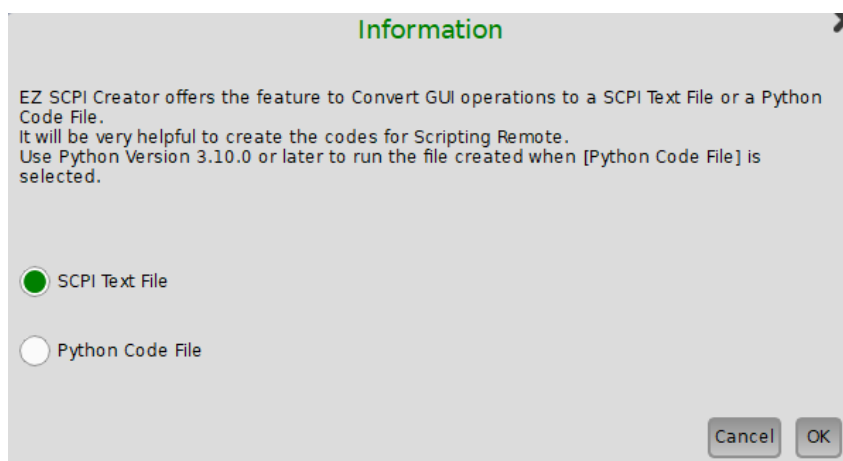 Information
EZ SCPI Creator offers the feature to Convert GUI operations to a SCPI Text File or a Python
Code File.
It will be very helpful to create the codes for Scripting Remote.
Use Python Version 3.10.0 or later to run the file created when [Python Code File] is
selected.
SCPI Text File
Python Code File
Cancel OK